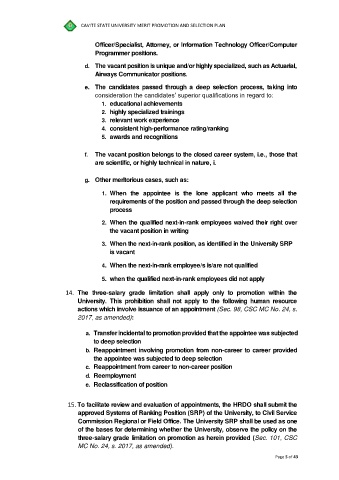 CAVITE STATE UNIVERSITY MERIT PROMOTION AND SELECTION PLAN
Officer/Specialist, Attorney, or Information Technology Officer/Computer
Programmer positions.
d. The vacant position is unique and/or highly specialized, such as Actuarial,
Airways Communicator positions.
e. The candidates passed through a deep selection process, taking into
consideration the candidates' superior qualifications in regard to:
1. educational achievements
2. highly specialized trainings
3. relevant work experience
4. consistent high-performance rating/ranking
5. awards and recognitions
f. The vacant position belongs to the closed career system, i.e., those that
are scientific, or highly technical in nature, i.
g. Other meritorious cases, such as:
1. When the appointee is the lone applicant who meets all the
requirements of the position and passed through the deep selection
process
2. When the qualified next-in-rank employees waived their right over
the vacant position in writing
3. When the next-in-rank position, as identified in the University SRP
is vacant
4. When the next-in-rank employee/s is/are not qualified
5. when the qualified next-in-rank employees did not apply
14. The three-salary grade limitation shall apply only to promotion within the
University. This prohibition shall not apply to the following human resource
actions which involve issuance of an appointment (Sec. 98, CSC MC No. 24, s.
2017, as amended):
a. Transfer incidental to promotion provided that the appointee was subjected
to deep selection
b. Reappointment involving promotion from non-career to career provided
the appointee was subjected to deep selection
c. Reappointment from career to non-career position
d. Reemployment
e. Reclassification of position
15. To facilitate review and evaluation of appointments, the HRDO shall submit the
approved Systems of Ranking Position (SRP) of the University, to Civil Service
Commission Regional or Field Office. The University SRP shall be used as one
of the bases for determining whether the University, observe the policy on the
three-salary grade limitation on promotion as herein provided (Sec. 101, CSC
MC No. 24, s. 2017, as amended).
Page 5 of 43